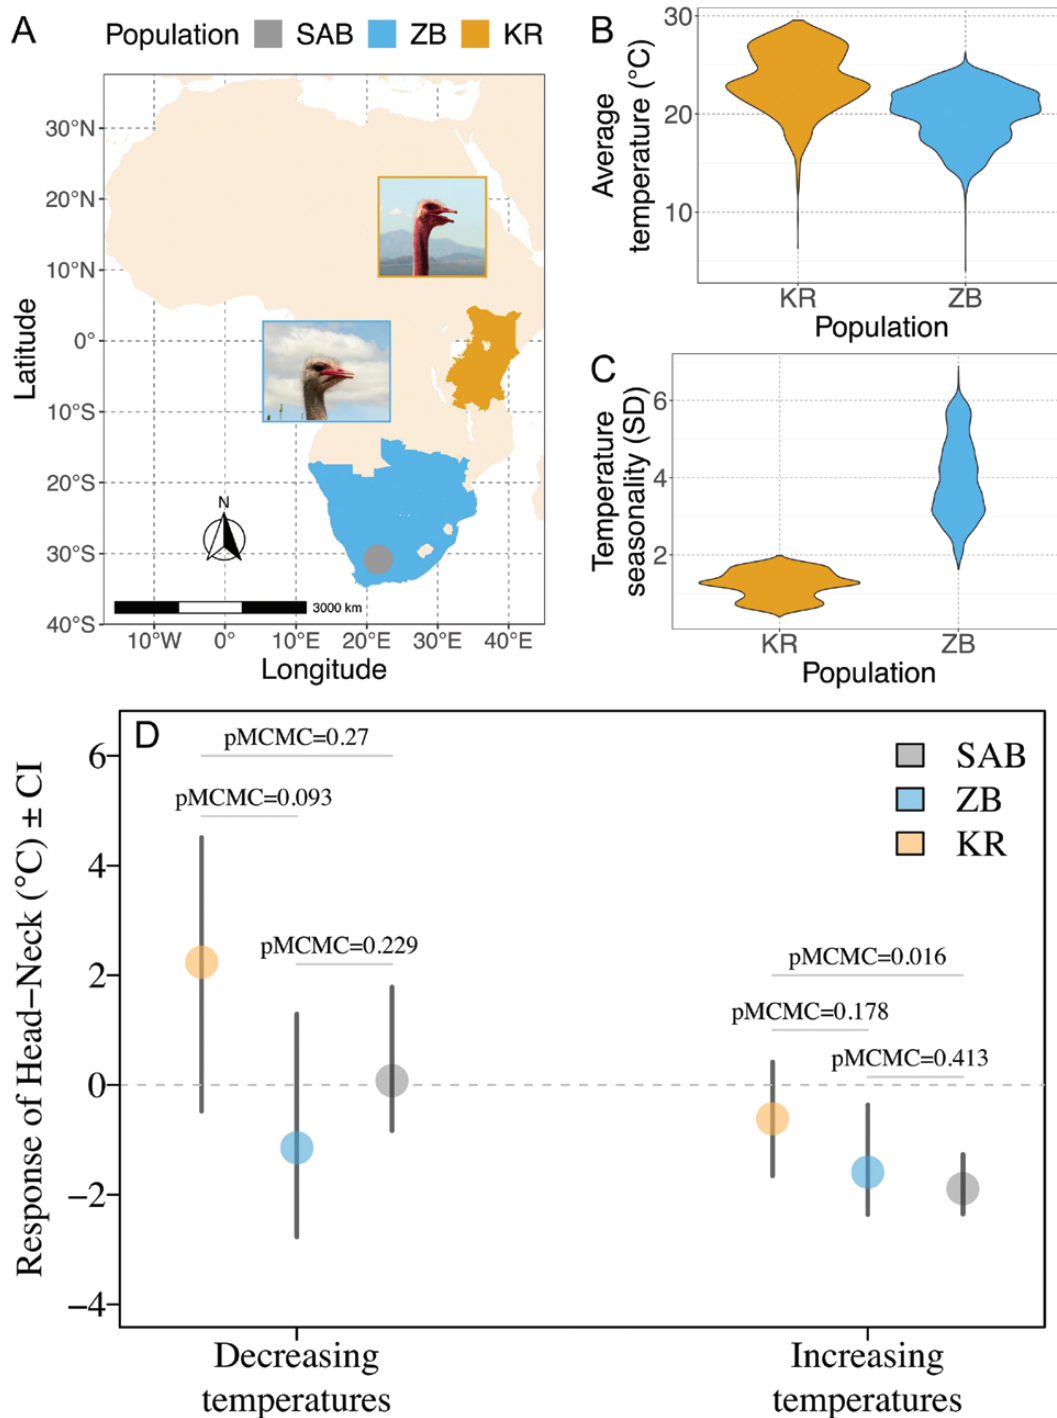 A
Population SAB ZB KR
30°N
20°N
10°N
0°
10°S
20°S
30°S
40°S
Latitude
N
3000 km
10°W 0° 10°E 20°E 30°E 40°E
Longitude
B
Average
temperature (°C)
30
20
10
KR ZB
Population
C
Temperature
seasonality (SD)
6
4
2
KR ZB
Population
D
Response of Head−Neck (°C) ± CI
6
4
2
0
−2
−4
pMCMC=0.27
pMCMC=0.093
pMCMC=0.229
pMCMC=0.016
pMCMC=0.178
pMCMC=0.413
SAB
ZB
KR
Decreasing
temperatures
Increasing
temperatures